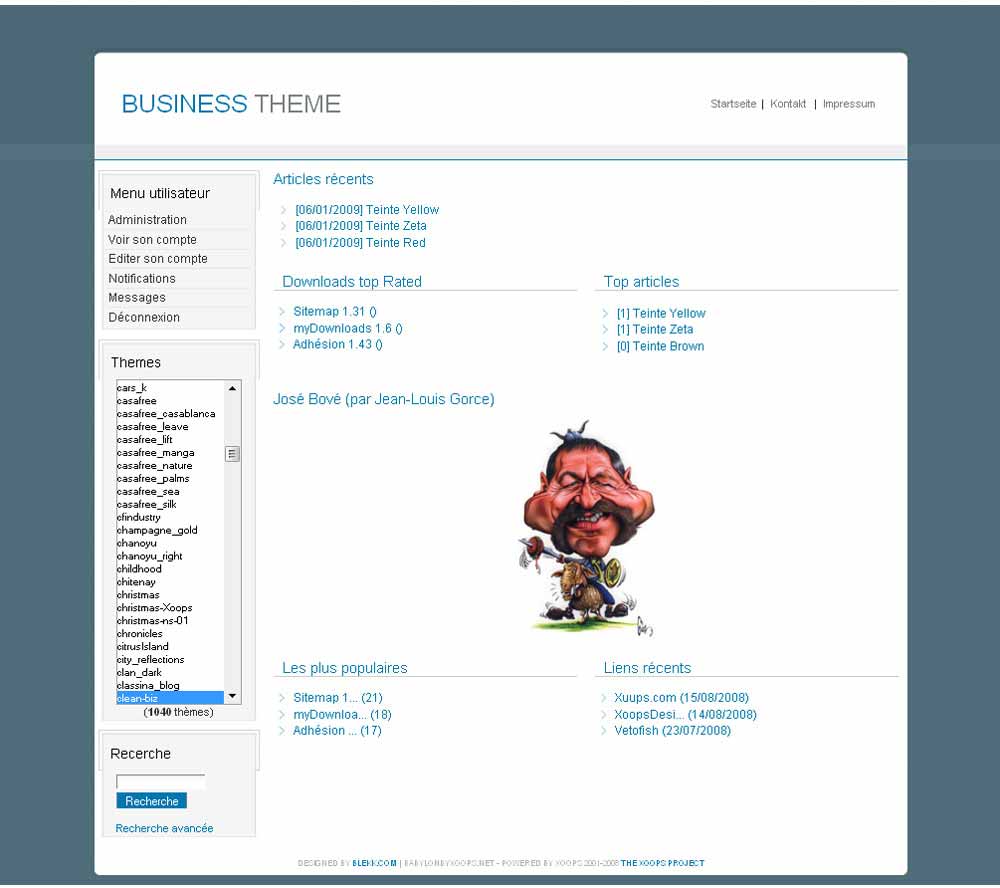 BUSINESS THEME
Startseite | Kontakt | Impressum
Menu utilisateur
Administration
Voir son compte
Editer son compte
Notifications
Messages
Déconnexion
Themes
cars_k
casafree
casafree_casablanca
casafree_leave
casafree_lift
casafree_manga
casafree_nature
casafree_palms
casafree_sea
casafree_silk
cfindustry
champagne_gold
chanoyu
chanoyu_right
childhood
chitenay
christmas
christmas-Xoops
christmas-ns-01
chronicles
citrusIsland
city_reflections
clan_dark
classina_blog
clean-biz
(1040 thèmes)
Recerche
Recherche
Recherche avancée
Articles récents
[06/01/2009] Teinte Yellow
[06/01/2009] Teinte Zeta
[06/01/2009] Teinte Red
Downloads top Rated
Sitemap 1.31 ()
myDownloads 1.6 ()
Adhésion 1.43 ()
Top articles
[1] Teinte Yellow
[1] Teinte Zeta
[0] Teinte Brown
José Bové (par Jean-Louis Gorce)
Les plus populaires
Sitemap 1... (21)
myDownloa... (18)
Adhésion ... (17)
Liens récents
Xuups.com (15/08/2008)
XoopsDesi... (14/08/2008)
Vetofish (23/07/2008)
DESIGNED BY BLEKK.COM | BABYLONBYXOOPS.NET - POWERED BY XOOPS 2001-2008 THE XOOPS PROJECT